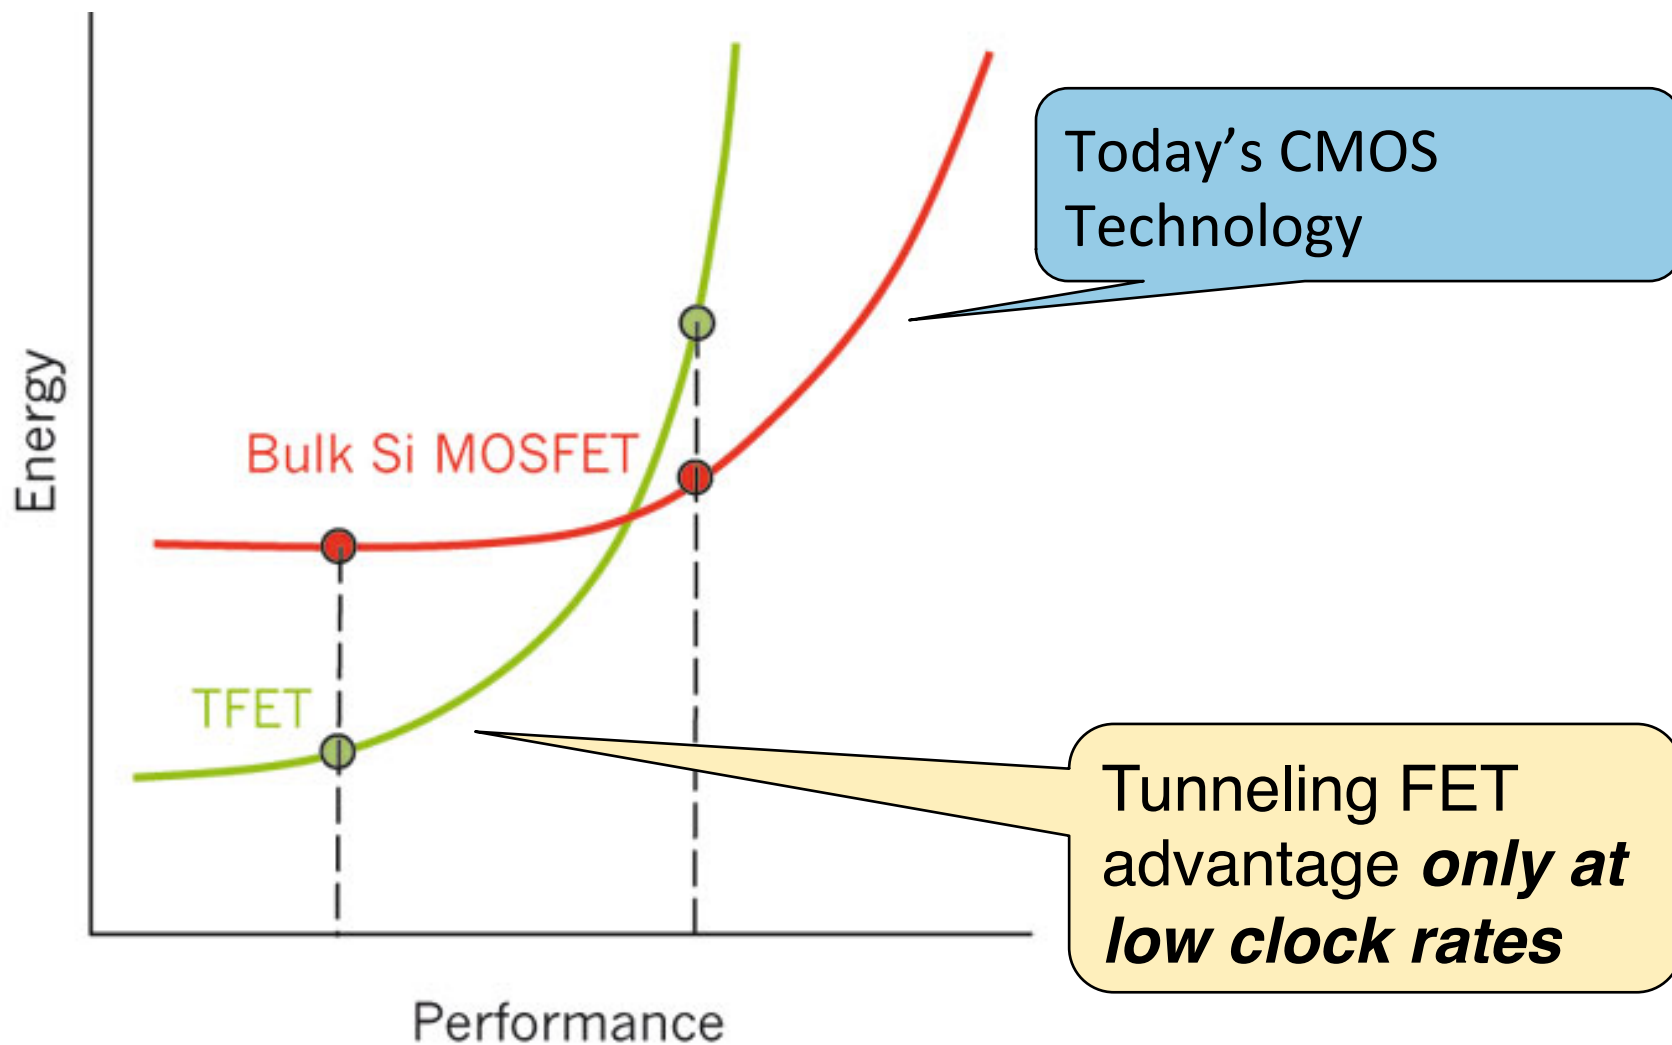 Today’s CMOS
Technology
Energy
Bulk Si MOSFET
TFET
Tunneling FET
advantage only at
low clock rates
Performance